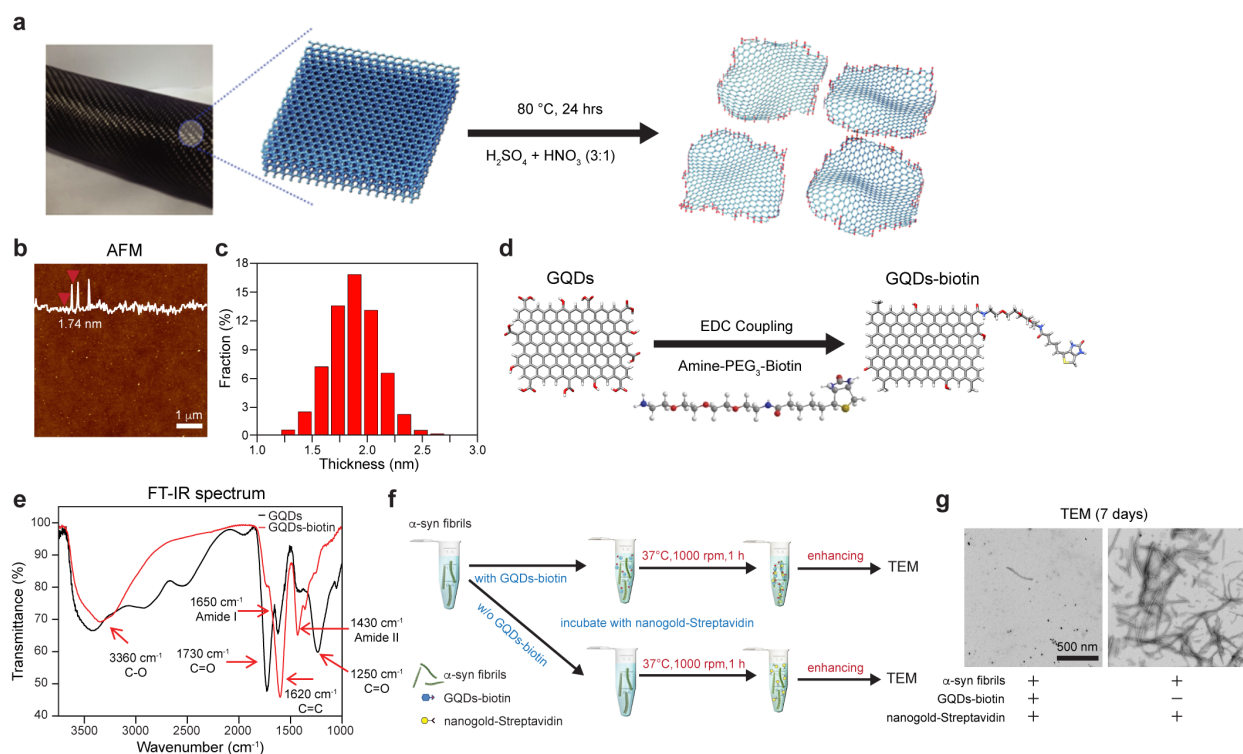 a
80 °C, 24 hrs
H₂SO₄ + HNO₃ (3:1)
b
AFM
1.74 nm
1 μm
c
Fraction (%)
18
15
12
9
6
3
0
1.0 1.5 2.0 2.5 3.0
Thickness (nm)
d
GQDs
GQDs-biotin
EDC Coupling
Amine-PEG₃-Biotin
e
FT-IR spectrum
GQDs
GQDs-biotin
Transmittance (%)
100
90
80
70
60
50
40
1650 cm⁻¹
Amide I
3360 cm⁻¹
C-O
1730 cm⁻¹
C=O
1430 cm⁻¹
Amide II
1250 cm⁻¹
C=O
1620 cm⁻¹
C=C
3500 3000 2500 2000 1500 1000
Wavenumber (cm⁻¹)
f
α-syn fibrils
with GQDs-biotin
w/o GQDs-biotin
37°C,1000 rpm,1 h
enhancing
TEM
incubate with nanogold-Streptavidin
37°C,1000 rpm,1 h
enhancing
TEM
α-syn fibrils
GQDs-biotin
nanogold-Streptavidin
g
TEM (7 days)
500 nm
α-syn fibrils + +
GQDs-biotin + −
nanogold-Streptavidin + +